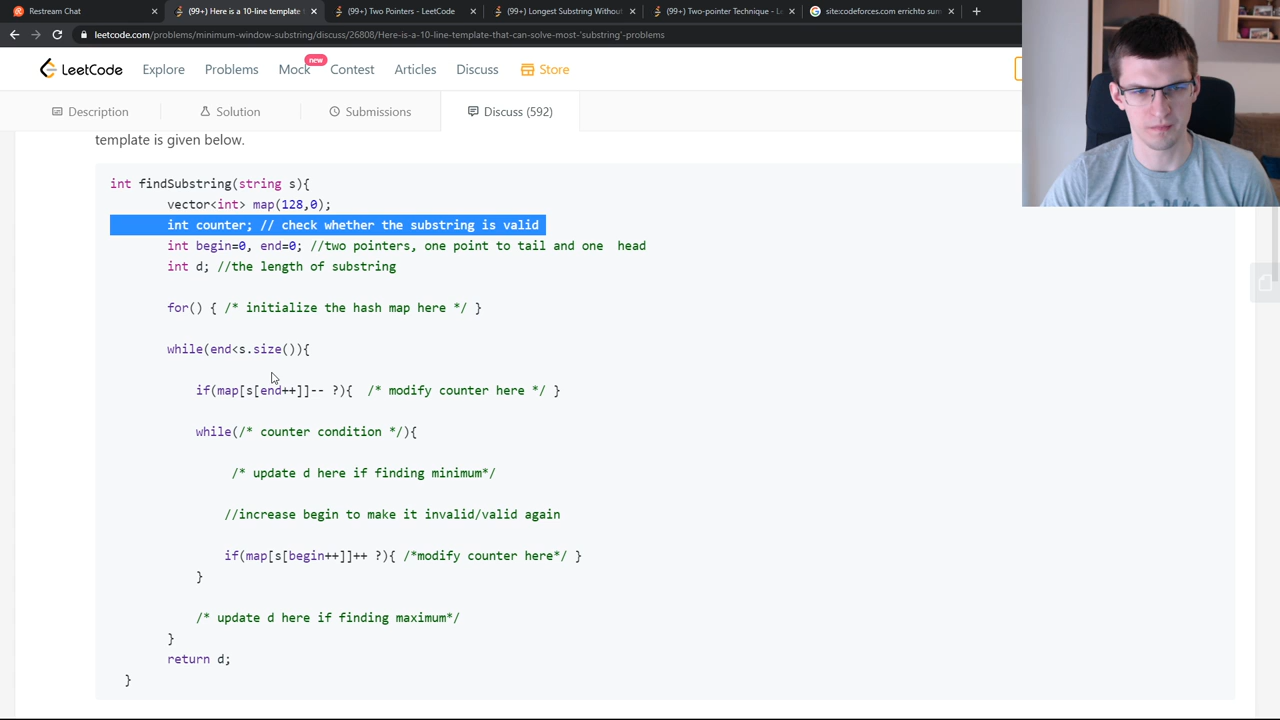 Restream Chat
(99+) Here is a 10-line template
(99+) Two Pointers - LeetCode
(99+) Longest Substring Without
(99+) Two-pointer Technique - Le
site:codeforces.com errichto sum
leetcode.com/problems/minimum-window-substring/discuss/26808/Here-is-a-10-line-template-that-can-solve-most-'substring'-problems
LeetCode
Explore
Problems
Mock
new
Contest
Articles
Discuss
Store
Description
Solution
Submissions
Discuss (592)
template is given below.
int findSubstring(string s){
vector<int> map(128,0);
int counter; // check whether the substring is valid
int begin=0, end=0; //two pointers, one point to tail and one  head
int d; //the length of substring
for() { /* initialize the hash map here */ }
while(end<s.size()){
if(map[s[end++]]-- ?){  /* modify counter here */ }
while(/* counter condition */){
/* update d here if finding minimum*/
//increase begin to make it invalid/valid again
if(map[s[begin++]]++ ?){ /*modify counter here*/ }
}
/* update d here if finding maximum*/
}
return d;
}